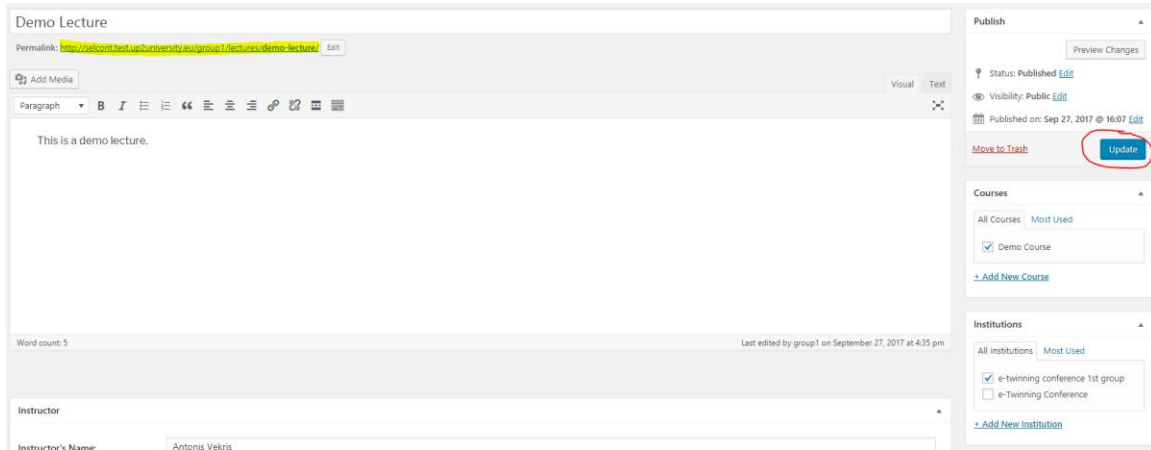 Demo Lecture
Permalink: http://selcont.test.up2university.eu/group1/lectures/demo-lecture/ Edit
Add Media
Visual Text
Paragraph B I
This is a demo lecture.
Word count: 5 Last edited by group1 on September 27, 2017 at 4:35 pm
Instructor
Instructor's Name: Antonis Vekris
Publish
Preview Changes
Status: Published Edit
Visibility: Public Edit
Published on: Sep 27, 2017 @ 16:07 Edit
Move to Trash Update
Courses
All Courses Most Used
Demo Course
+ Add New Course
Institutions
All Institutions Most Used
e-twinning conference 1st group
e-Twinning Conference
+ Add New Institution